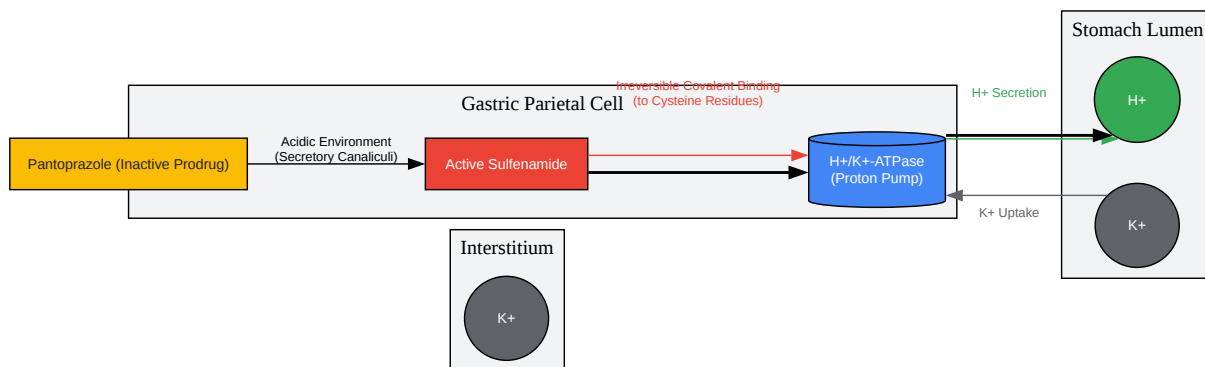 Stomach Lumen
H+
Irreversible Covalent Binding
(to Cysteine Residues)
H+ Secretion
Gastric Parietal Cell
Pantoprazole (Inactive Prodrug)
Acidic Environment
(Secretory Canaliculi)
Active Sulfenamide
H+/K+-ATPase
(Proton Pump)
K+ Uptake
K+
Interstitium
K+